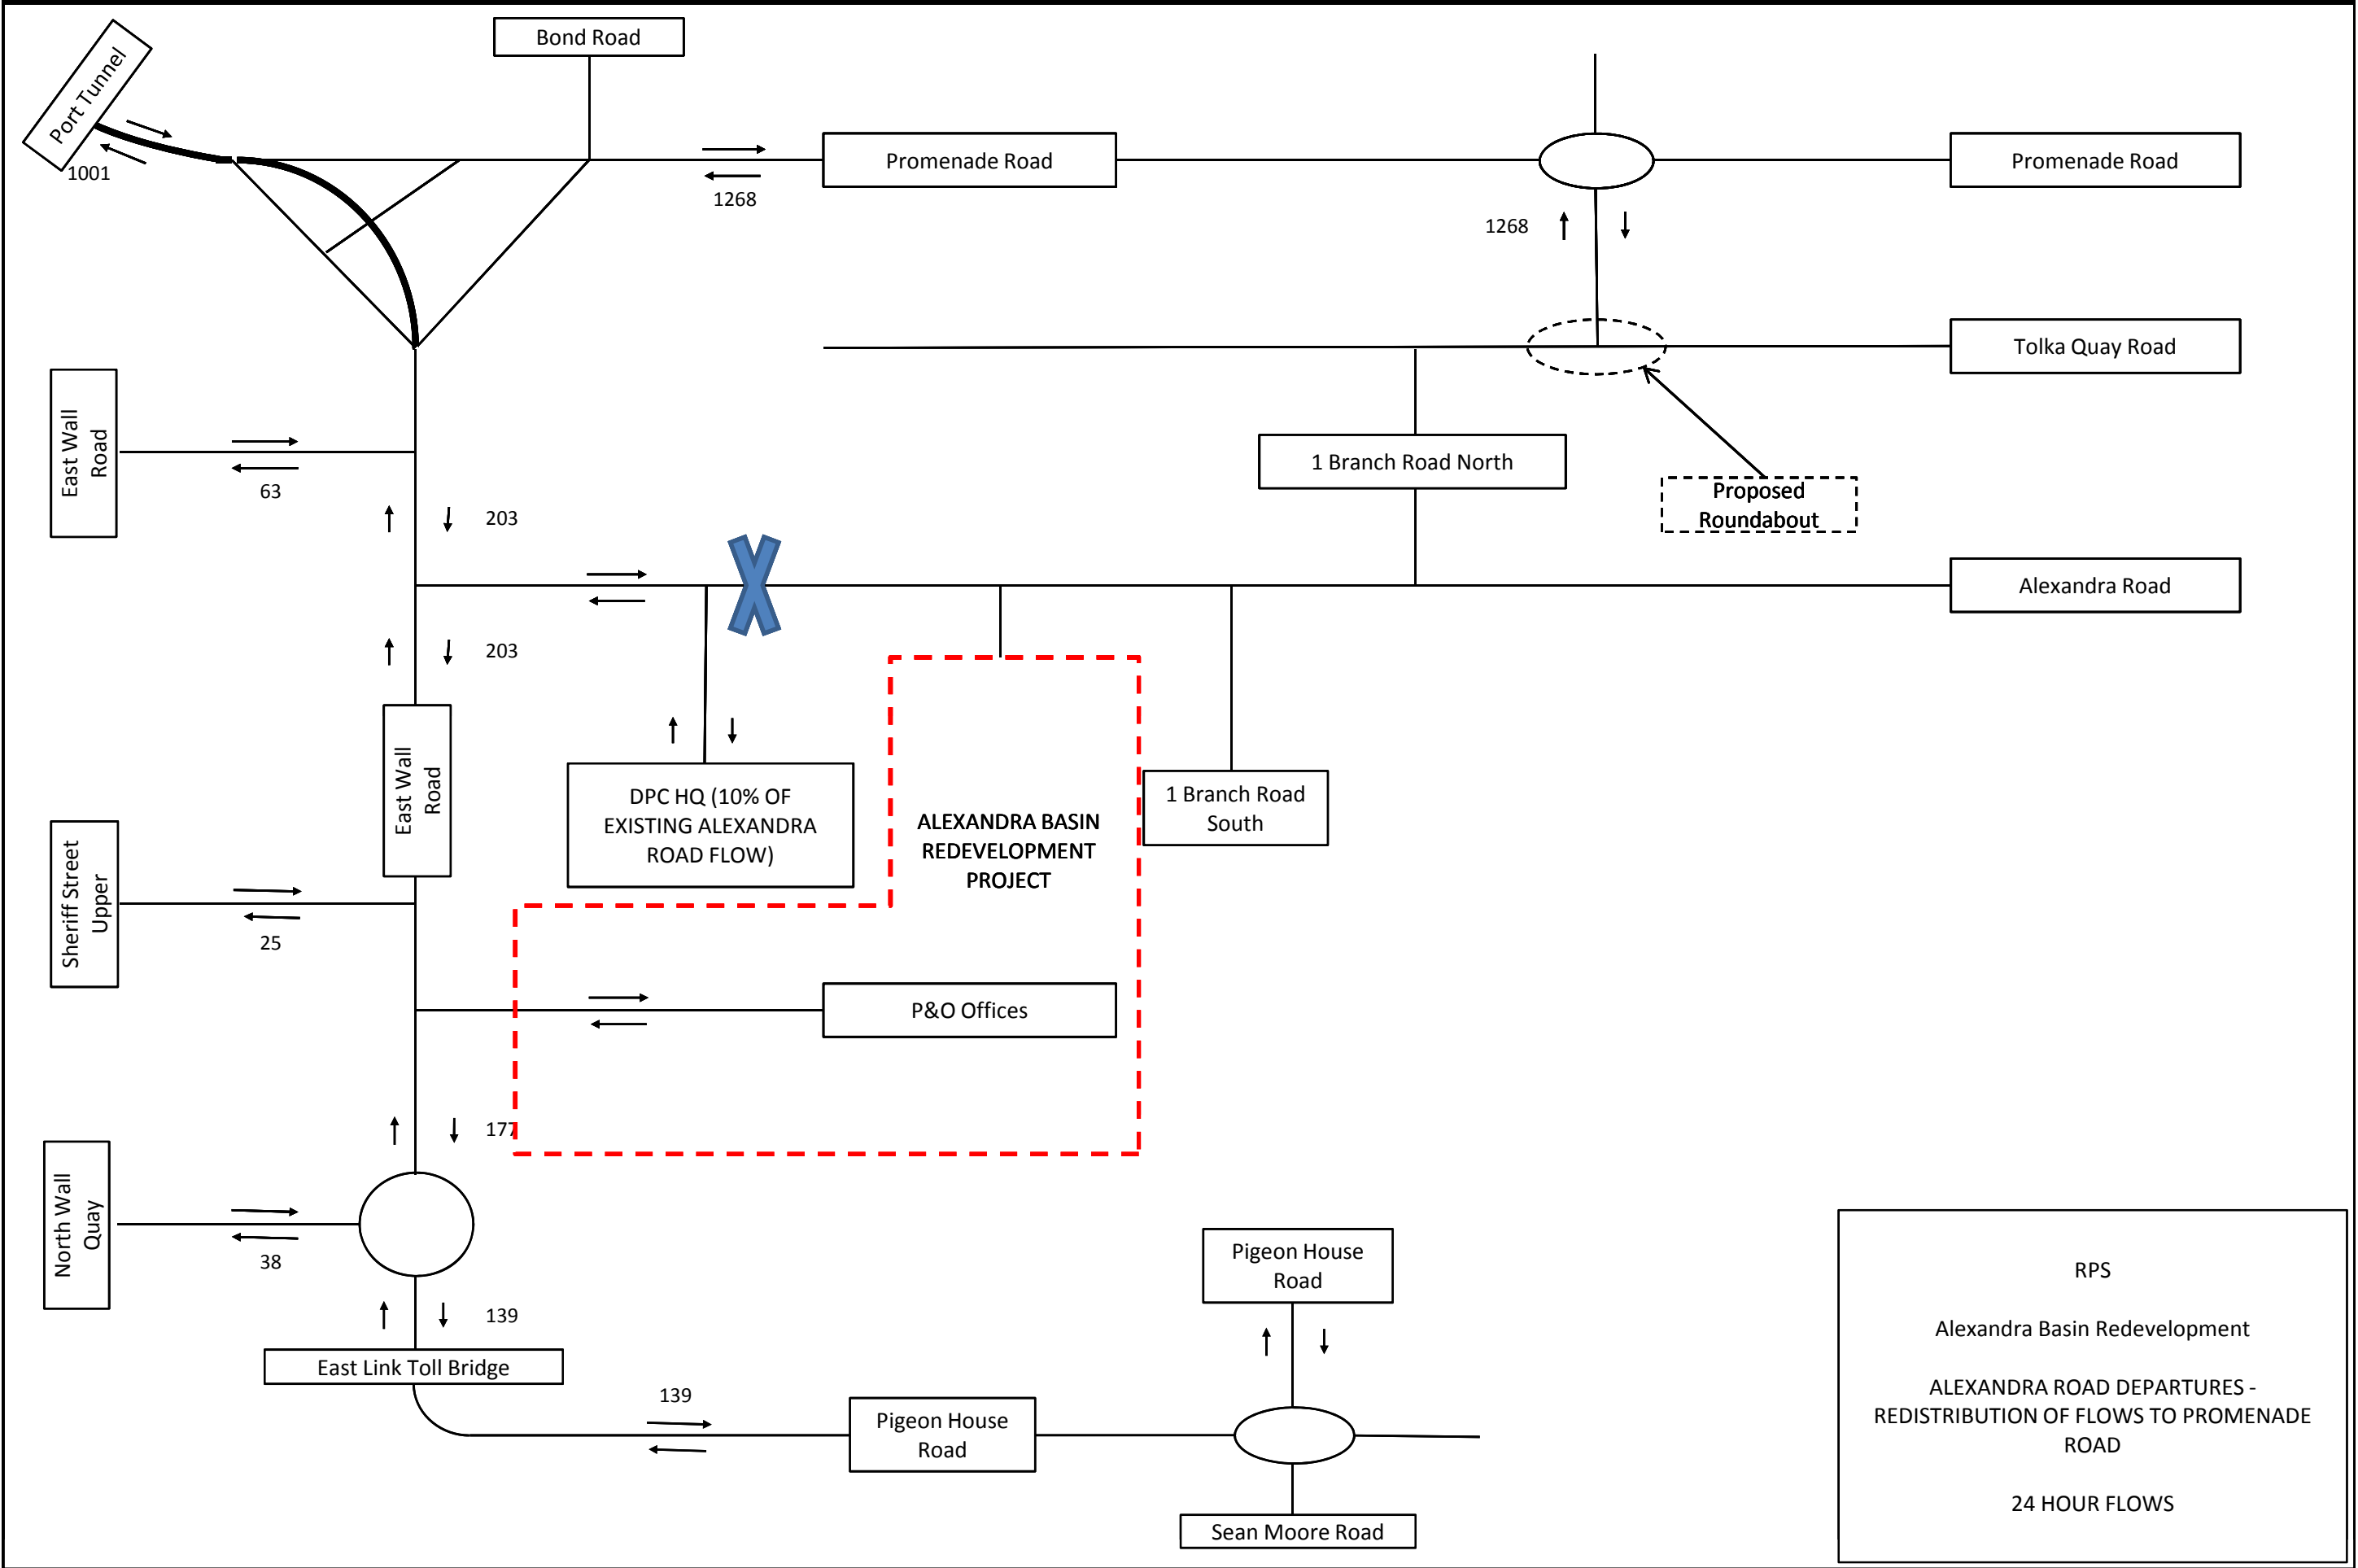 Bond Road
Port Tunnel
1001
1268
Promenade Road
Promenade Road
1268
Tolka Quay Road
East Wall
Road
63
203
1 Branch Road North
Proposed
Roundabout
Alexandra Road
203
East Wall
Road
DPC HQ (10% OF
EXISTING ALEXANDRA
ROAD FLOW)
ALEXANDRA BASIN
REDEVELOPMENT
PROJECT
1 Branch Road
South
Sheriff Street
Upper
25
P&O Offices
177
North Wall
Quay
38
139
East Link Toll Bridge
139
Pigeon House
Road
Pigeon House
Road
Sean Moore Road
RPS
Alexandra Basin Redevelopment
ALEXANDRA ROAD DEPARTURES -
REDISTRIBUTION OF FLOWS TO PROMENADE
ROAD
24 HOUR FLOWS